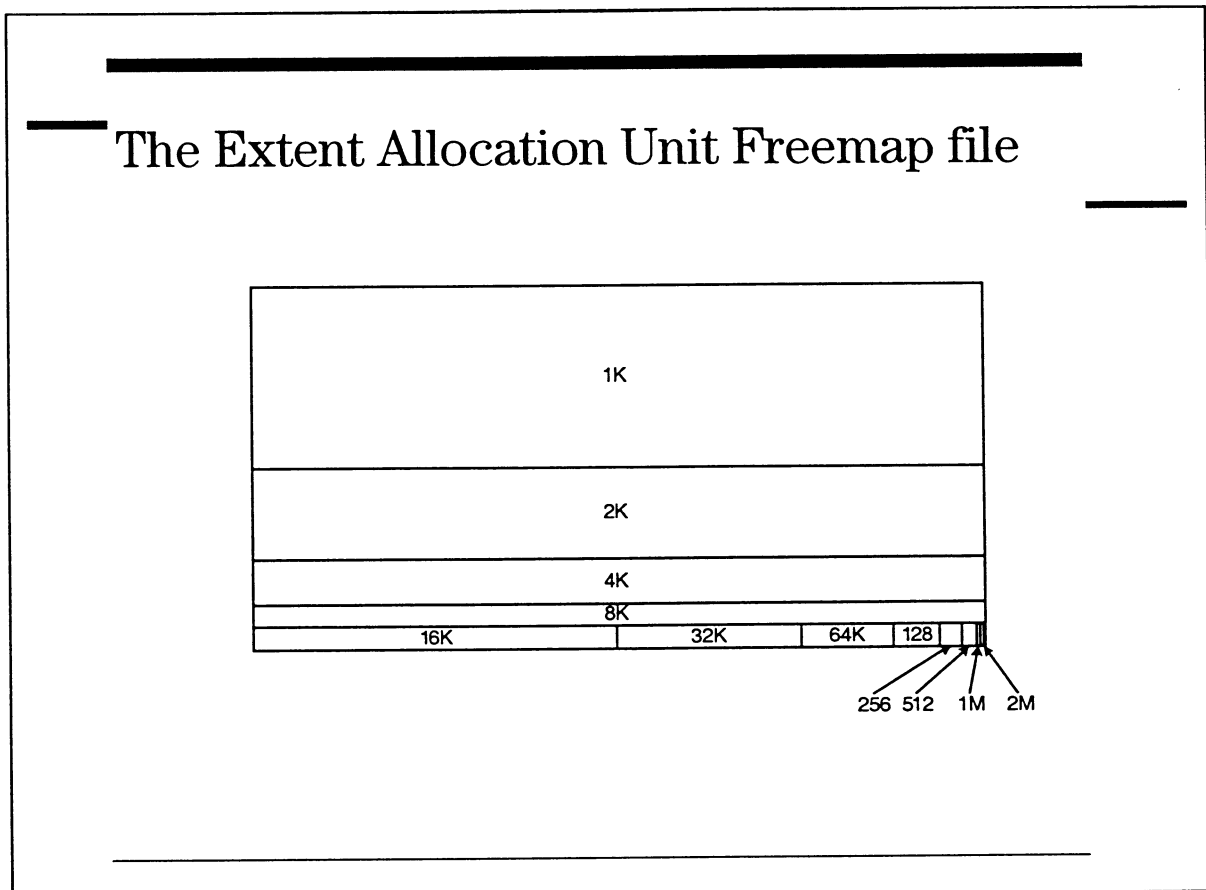 The Extent Allocation Unit Freemap file
1K
2K
4K
8K
16K 32K 64K 128
256 512 1M 2M